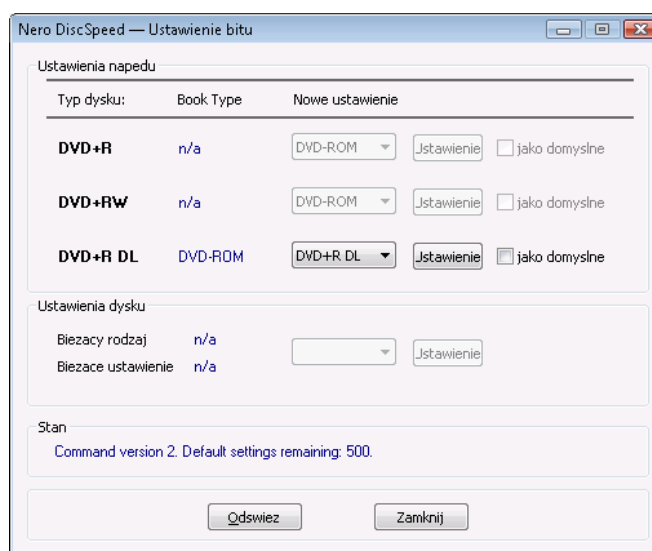 Nero DiscSpeed — Ustawienie bitu
Ustawienia napedu
Typ dysku: Book Type Nowe ustawienie
DVD+R n/a DVD-ROM Jstawienie jako domyslne
DVD+RW n/a DVD-ROM Jstawienie jako domyslne
DVD+R DL DVD-ROM DVD+R DL Jstawienie jako domyslne
Ustawienia dysku
Biezacy rodzaj n/a
Biezace ustawienie n/a
Jstawienie
Stan
Command version 2. Default settings remaining: 500.
Odswiez Zamknij